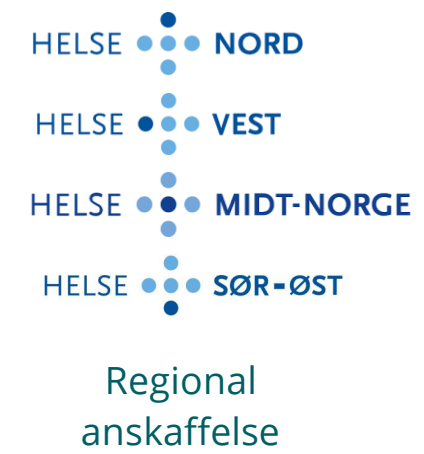 HELSE NORD
HELSE VEST
HELSE MIDT-NORGE
HELSE SØR-ØST
Regional
anskaffelse